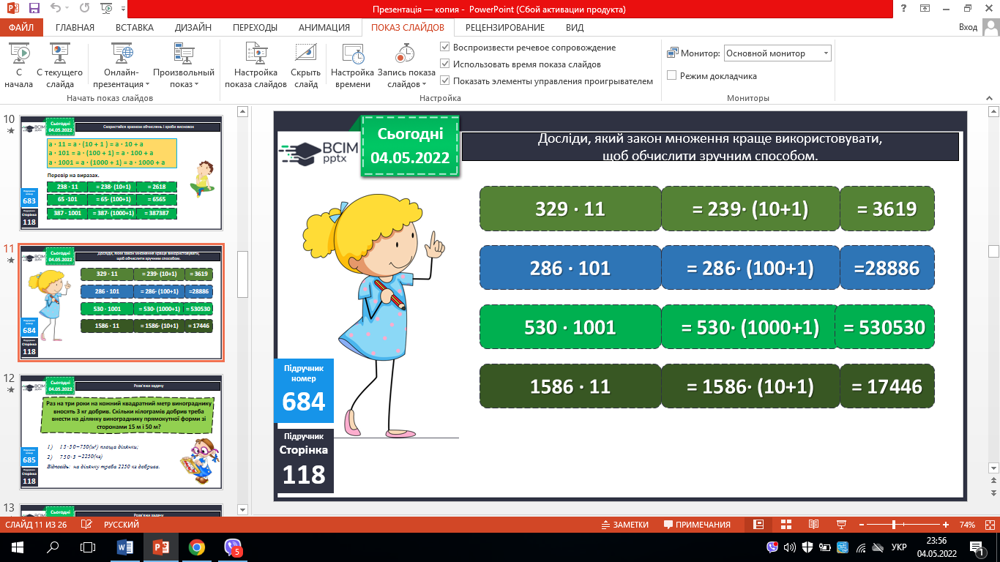 Презентація — копия - PowerPoint (Сбой активации продукта)
ФАЙЛ ГЛАВНАЯ ВСТАВКА ДИЗАЙН ПЕРЕХОДЫ АНИМАЦИЯ ПОКАЗ СЛАЙДОВ РЕЦЕНЗИРОВАНИЕ ВИД Вход
С начала
С текущего слайда
Онлайн-презентация
Произвольный показ
Начать показ слайдов
Настройка показа слайдов
Скрыть слайд
Настройка времени
Запись показа слайдов
Воспроизвести речевое сопровождение
Использовать время показа слайдов
Показать элементы управления проигрывателем
Настройка
Монитор: Основной монитор
Режим докладчика
Мониторы
10
Сьогодні
04.05.2022
Скористайся зразком обчислень і зроби висновок
BCIM
pptx
a · 11 = a · (10 + 1 ) = a · 10 + a
a · 101 = a · (100 + 1) = a · 100 + a
a · 1001 = a · (1000 + 1) = a · 1000 + a
Перевір на виразах.
238 · 11 = 238· (10+1) = 2618
65 ·101 = 65· (100+1) = 6565
387 · 1001 = 387· (1000+1) = 387387
Підручник
номер
683
Підручник
Сторінка
118
11
Сьогодні
04.05.2022
Досліди, який закон множення краще використовувати,
щоб обчислити зручним способом.
329 · 11 = 239· (10+1) = 3619
286 · 101 = 286· (100+1) =28886
530 · 1001 = 530· (1000+1) = 530530
1586 · 11 = 1586· (10+1) = 17446
Підручник
номер
684
Підручник
Сторінка
118
12
Сьогодні
04.05.2022
Розв'яжи задачу
BCIM
pptx
Раз на три роки на кожний квадратний метр винограднику
вносять 3 кг добрив. Скільки кілограмів добрив треба
внести на ділянку винограднику прямокутної форми зі
сторонами 15 м і 50 м?
1) 15·50=750(м²) площа ділянки;
2) 750·3 =2250(кг)
Відповідь: на ділянку треба 2250 кг добрива.
Підручник
номер
685
Підручник
Сторінка
118
13
Сьогодні
Розв'яжи задачу
Сьогодні
04.05.2022
BCIM
pptx
Досліди, який закон множення краще використовувати,
щоб обчислити зручним способом.
329 · 11 = 239· (10+1) = 3619
286 · 101 = 286· (100+1) =28886
530 · 1001 = 530· (1000+1) = 530530
1586 · 11 = 1586· (10+1) = 17446
Підручник
номер
684
Підручник
Сторінка
118
СЛАЙД 11 ИЗ 26 РУССКИЙ ЗАМЕТКИ ПРИМЕЧАНИЯ 74%
5 УКР 23:56
04.05.2022 1